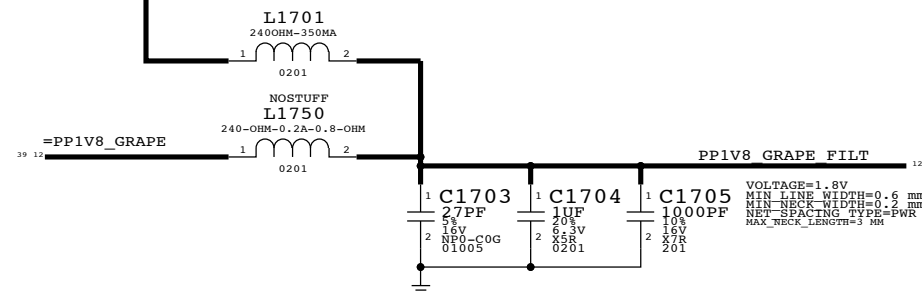 L1701
240OHM-350MA
1 2
0201
NOSTUFF
L1750
240-OHM-0.2A-0.8-OHM
=PP1V8_GRAPE
39 12
1 2
0201
PP1V8_GRAPE_FILT
12
VOLTAGE=1.8V
MIN_LINE_WIDTH=0.6 mm
MIN_NECK_WIDTH=0.2 mm
NET_SPACING_TYPE=PWR
MAX_NECK_LENGTH=3 MM
1
C1703
27PF
5%
16V
2
NP0-C0G
01005
1
C1704
1UF
20%
6.3V
2
X5R
0201
1
C1705
1000PF
10%
16V
2
X7R
201